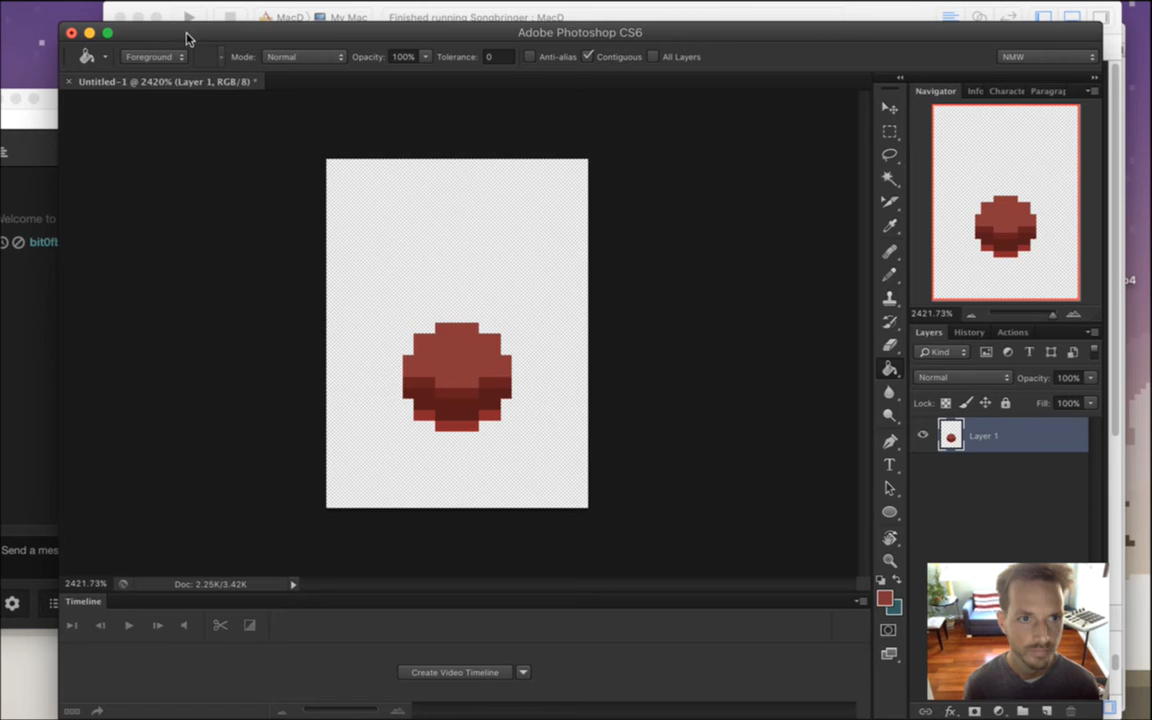 MacD My Mac Finished running Songbringer : MacD
Adobe Photoshop CS6
Foreground Mode: Normal Opacity: 100% Tolerance: 0 Anti-alias Contiguous All Layers NMW
× Untitled-1 @ 2420% (Layer 1, RGB/8) *
Navigator Info Characte Paragrap
2421.73%
Layers History Actions
Kind
Normal Opacity: 100%
Lock: Fill: 100%
Layer 1
Welcome to
bit0fl
p4
Send a mes
2421.73% Doc: 2.25K/3.42K
Timeline
Create Video Timeline